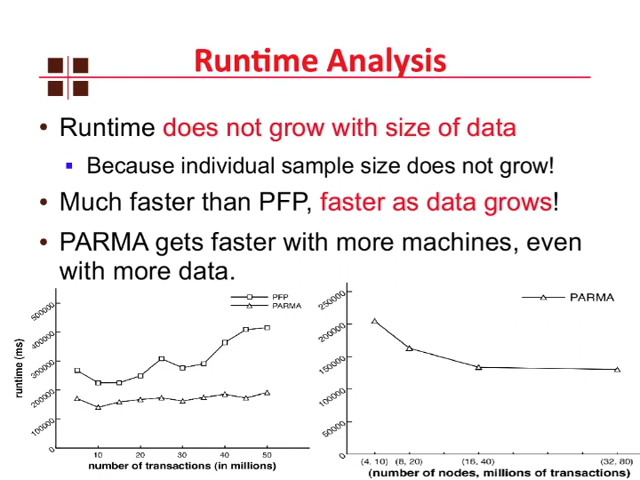 Runtime Analysis
• Runtime does not grow with size of data
▪ Because individual sample size does not grow!
• Much faster than PFP, faster as data grows!
• PARMA gets faster with more machines, even
with more data.
PFP
PARMA
500000
400000
300000
200000
100000
0
runtime (ms)
10 20 30 40 50
number of transactions (in millions)
PARMA
250000
200000
150000
100000
50000
0
(4, 10) (8, 20) (16, 40) (32, 80)
(number of nodes, millions of transactions)